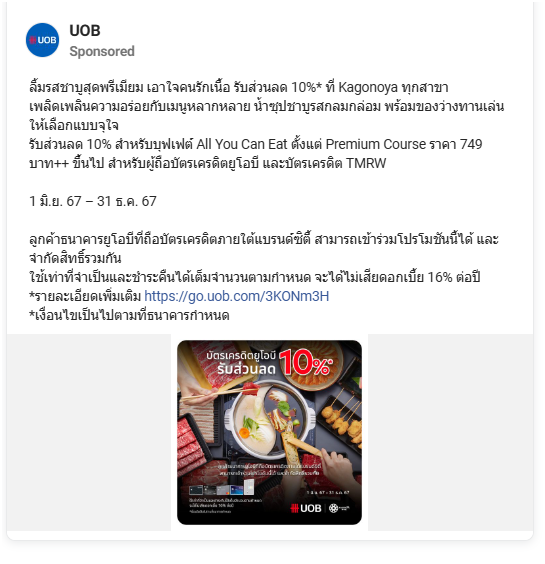 UOB
UOB
Sponsored
ลิ้มรสชาบูสุดพรีเมียม เอาใจคนรักเนื้อ รับส่วนลด 10%* ที่ Kagonoya ทุกสาขา
เพลิดเพลินความอร่อยกับเมนูหลากหลาย น้ำซุปชาบูรสกลมกล่อม พร้อมของว่างทานเล่น
ให้เลือกแบบจุใจ
รับส่วนลด 10% สำหรับบุฟเฟ่ต์ All You Can Eat ตั้งแต่ Premium Course ราคา 749
บาท++ ขึ้นไป สำหรับผู้ถือบัตรเครดิตยูโอบี และบัตรเครดิต TMRW
1 มิ.ย. 67 – 31 ธ.ค. 67
ลูกค้าธนาคารยูโอบีที่ถือบัตรเครดิตภายใต้แบรนด์ซิตี้ สามารถเข้าร่วมโปรโมชันนี้ได้ และ
จำกัดสิทธิ์รวมกัน
ใช้เท่าที่จำเป็นและชำระคืนได้เต็มจำนวนตามกำหนด จะได้ไม่เสียดอกเบี้ย 16% ต่อปี
*รายละเอียดเพิ่มเติม https://go.uob.com/3KONm3H
*เงื่อนไขเป็นไปตามที่ธนาคารกำหนด
บัตรเครดิตยูโอบี
รับส่วนลด 10%*
1 มิ.ย. 67 - 31 ธ.ค. 67
UOB